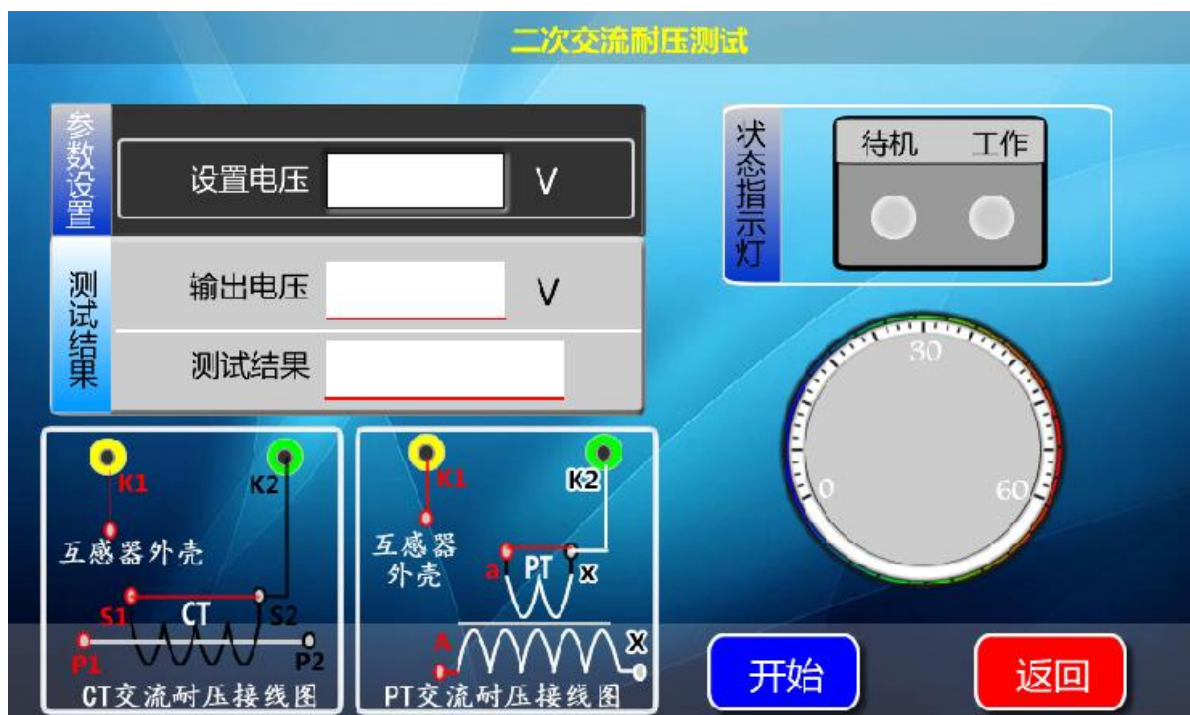 二次交流耐压测试
参数设置
设置电压
V
测试结果
输出电压
V
测试结果
状态指示灯
待机
工作
30
0
60
K1
K2
互感器外壳
S1
CT
S2
P1
P2
CT交流耐压接线图
K1
K2
互感器
外壳
a
PT
x
A
X
PT交流耐压接线图
开始
返回